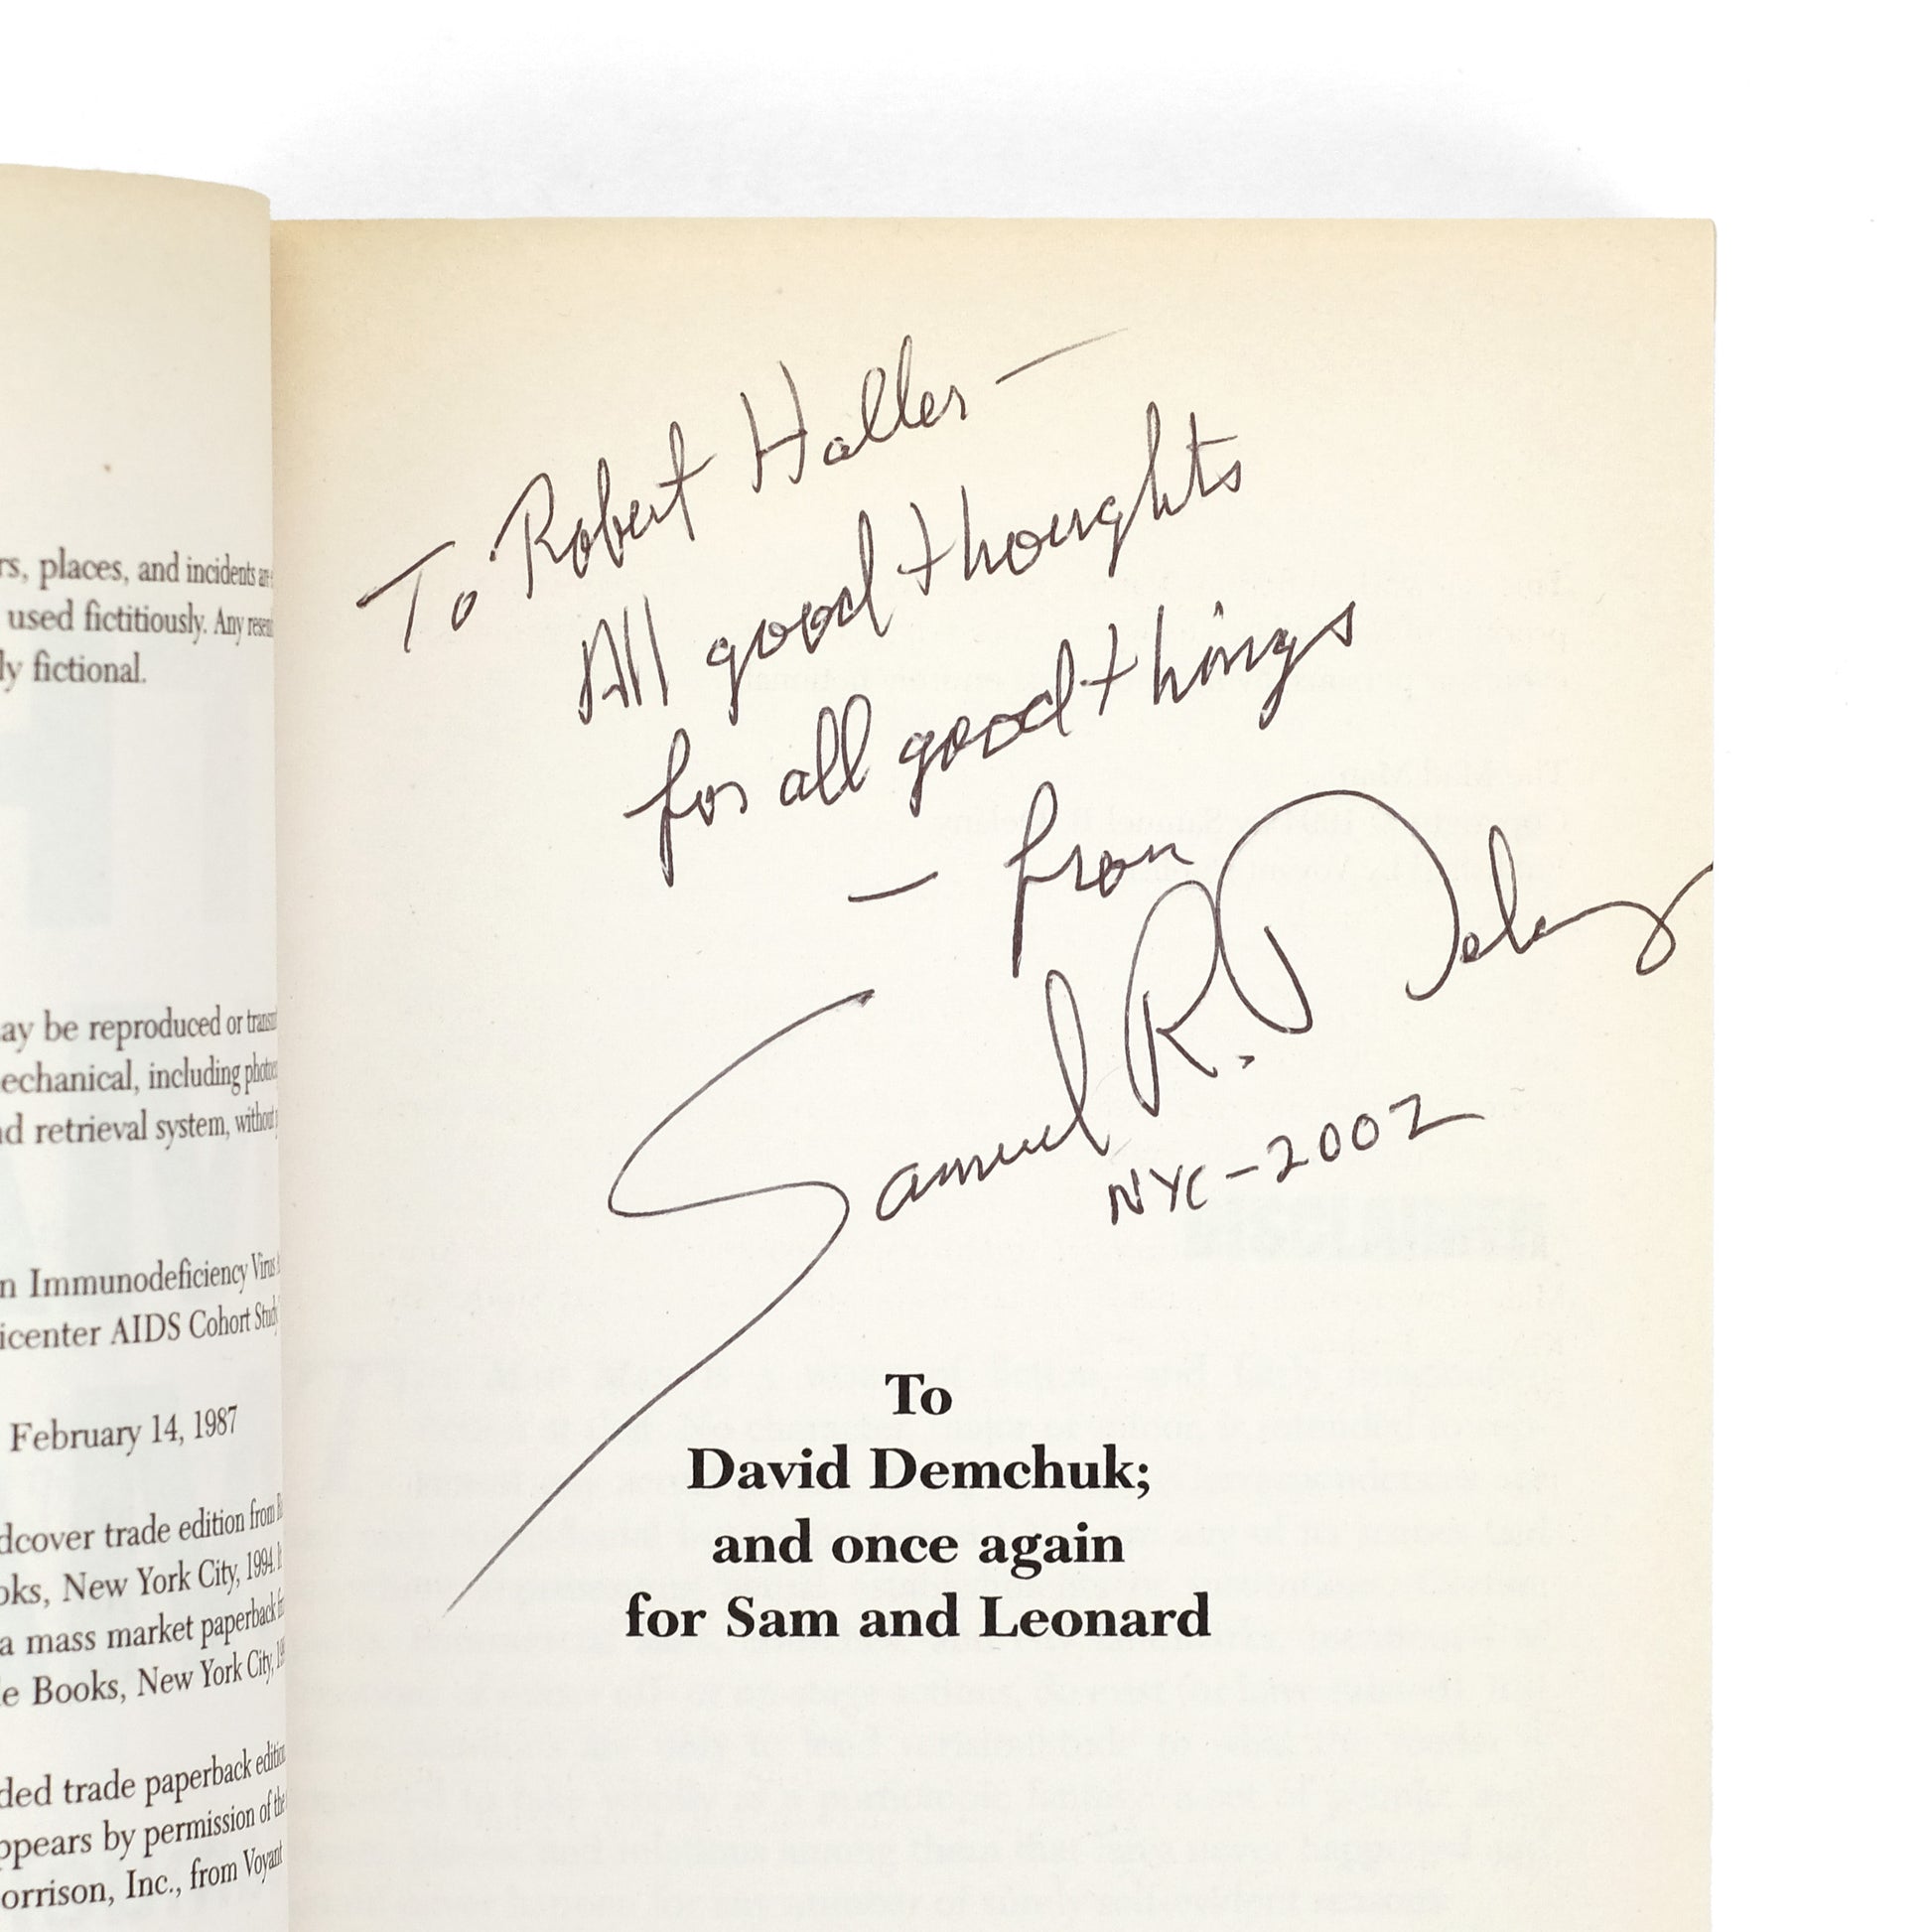 rs, places, and incidents are
used fictitiously. Any
ly fictional.
ay be reproduced or
echanical, including
nd retrieval system, without
n Immunodeficiency Virus
icenter AIDS Cohort Study
February 14, 1987
dcover trade edition from
oks, New York City, 1994.
a mass market paperback
e Books, New York City,
ded trade paperback edition
ppears by permission of the
orrison, Inc., from Voyant
To Robert Haller —
All good thoughts
for all good things
— from
Samuel R. Delany
NYC - 2002
To
David Demchuk;
and once again
for Sam and Leonard